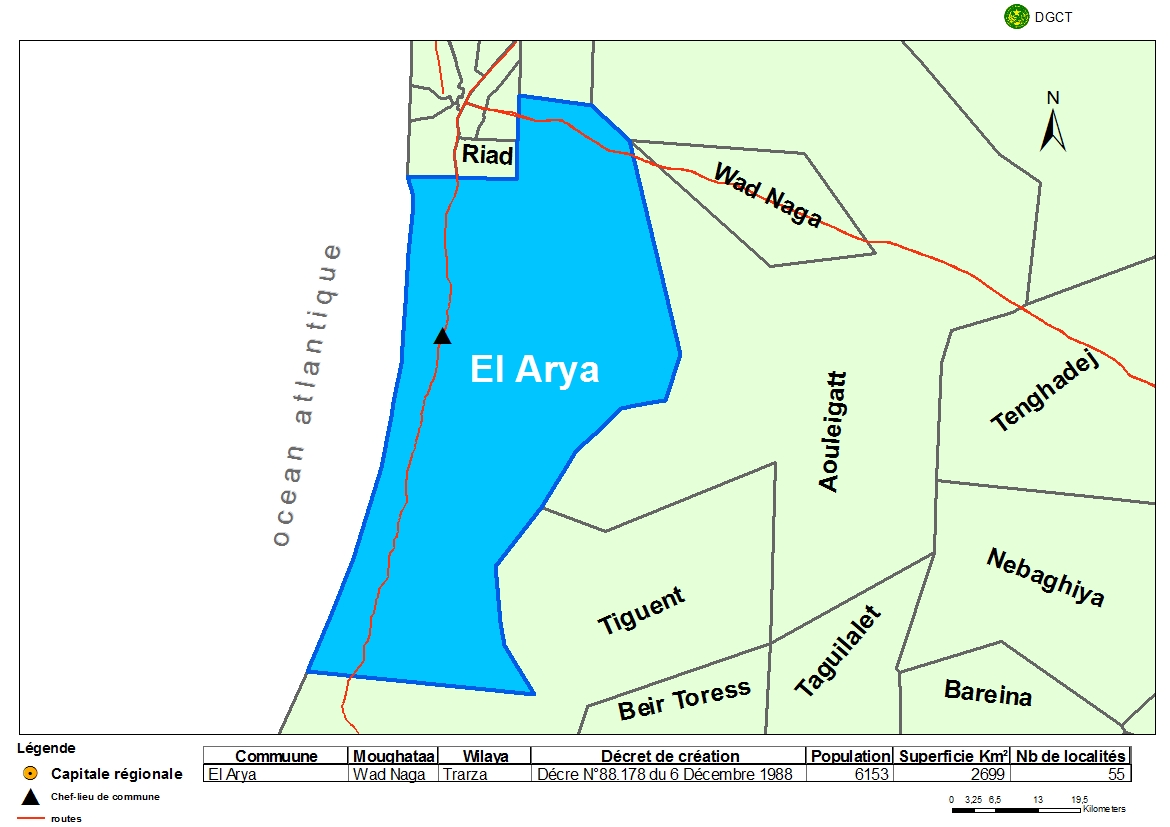 DGCT
N
Riad
Wad Naga
ocean atlantique
El Arya
Aouleigatt
Tenghadej
Nebaghiya
Tiguent
Taguilalet
Beir Toress
Bareina
Légende
Capitale régionale
Chef-lieu de commune
routes
Commuune Moughataa Wilaya Décret de création Population Superficie Km² Nb de localités
El Arya Wad Naga Trarza Décre N°88.178 du 6 Décembre 1988 6153 2699 55
0 3,25 6,5 13 19,5
Kilometers